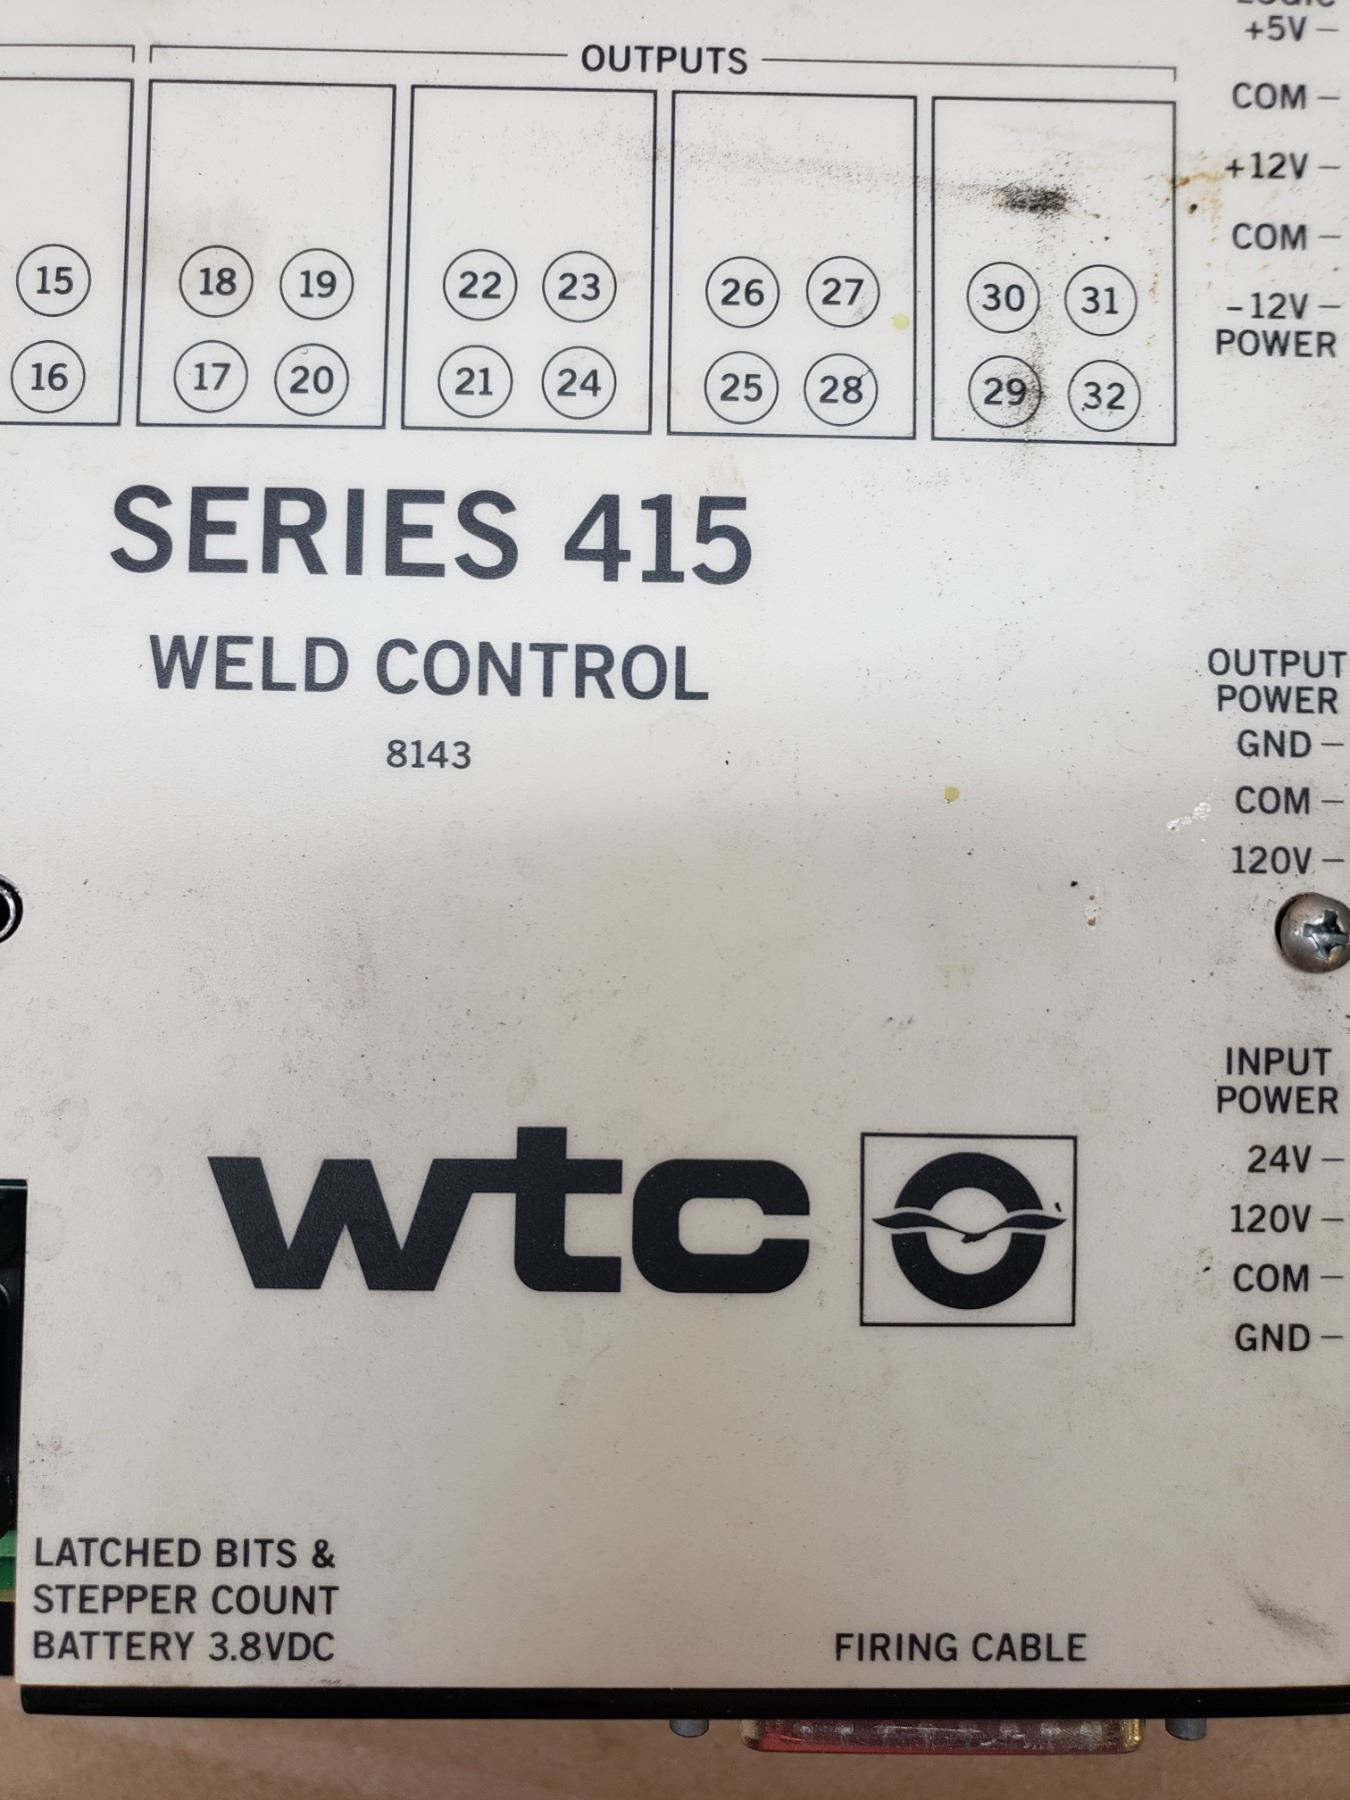 Logic
+5V
OUTPUTS
COM
+12V
COM
15 18 19 22 23 26 27 30 31
-12V
POWER
16 17 20 21 24 25 28 29 32
SERIES 415
WELD CONTROL
8143
OUTPUT
POWER
GND
COM
120V
INPUT
POWER
24V
120V
COM
GND
wtc
LATCHED BITS &
STEPPER COUNT
BATTERY 3.8VDC
FIRING CABLE